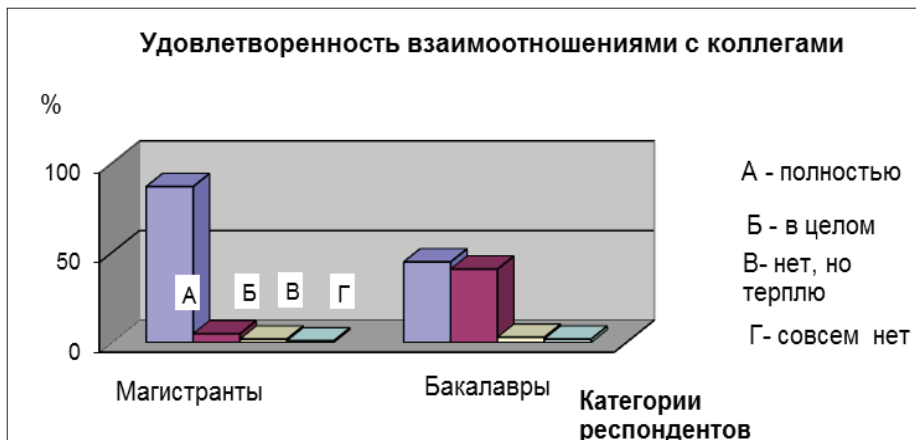 Удовлетворенность взаимоотношениями с коллегами
%
100
50
0
А
Б
В
Г
Магистранты
Бакалавры
Категории
респондентов
А - полностью
Б - в целом
В- нет, но
терплю
Г- совсем нет